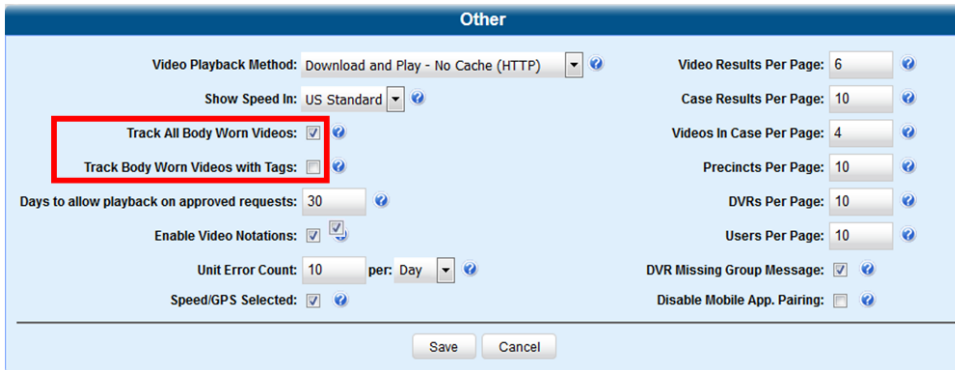 Other
Video Playback Method: Download and Play - No Cache (HTTP)
Video Results Per Page: 6
Show Speed In: US Standard
Case Results Per Page: 10
Track All Body Worn Videos:
Videos In Case Per Page: 4
Track Body Worn Videos with Tags:
Precincts Per Page: 10
Days to allow playback on approved requests: 30
DVRs Per Page: 10
Enable Video Notations:
Users Per Page: 10
Unit Error Count: 10 per: Day
DVR Missing Group Message:
Speed/GPS Selected:
Disable Mobile App. Pairing:
Save Cancel